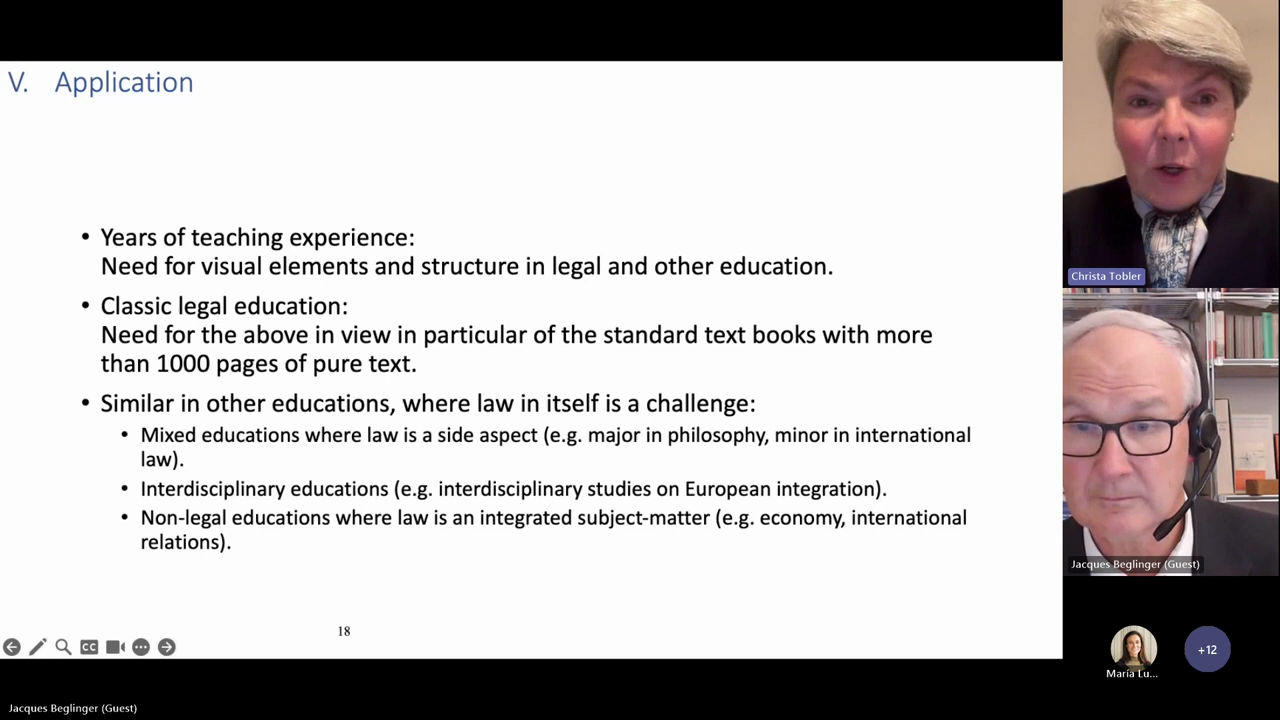 V. Application
• Years of teaching experience:
Need for visual elements and structure in legal and other education.
• Classic legal education:
Need for the above in view in particular of the standard text books with more
than 1000 pages of pure text.
• Similar in other educations, where law in itself is a challenge:
• Mixed educations where law is a side aspect (e.g. major in philosophy, minor in international
law).
• Interdisciplinary educations (e.g. interdisciplinary studies on European integration).
• Non-legal educations where law is an integrated subject-matter (e.g. economy, international
relations).
18
CC
Christa Tobler
Jacques Beglinger (Guest)
María Lu...
+12
Jacques Beglinger (Guest)